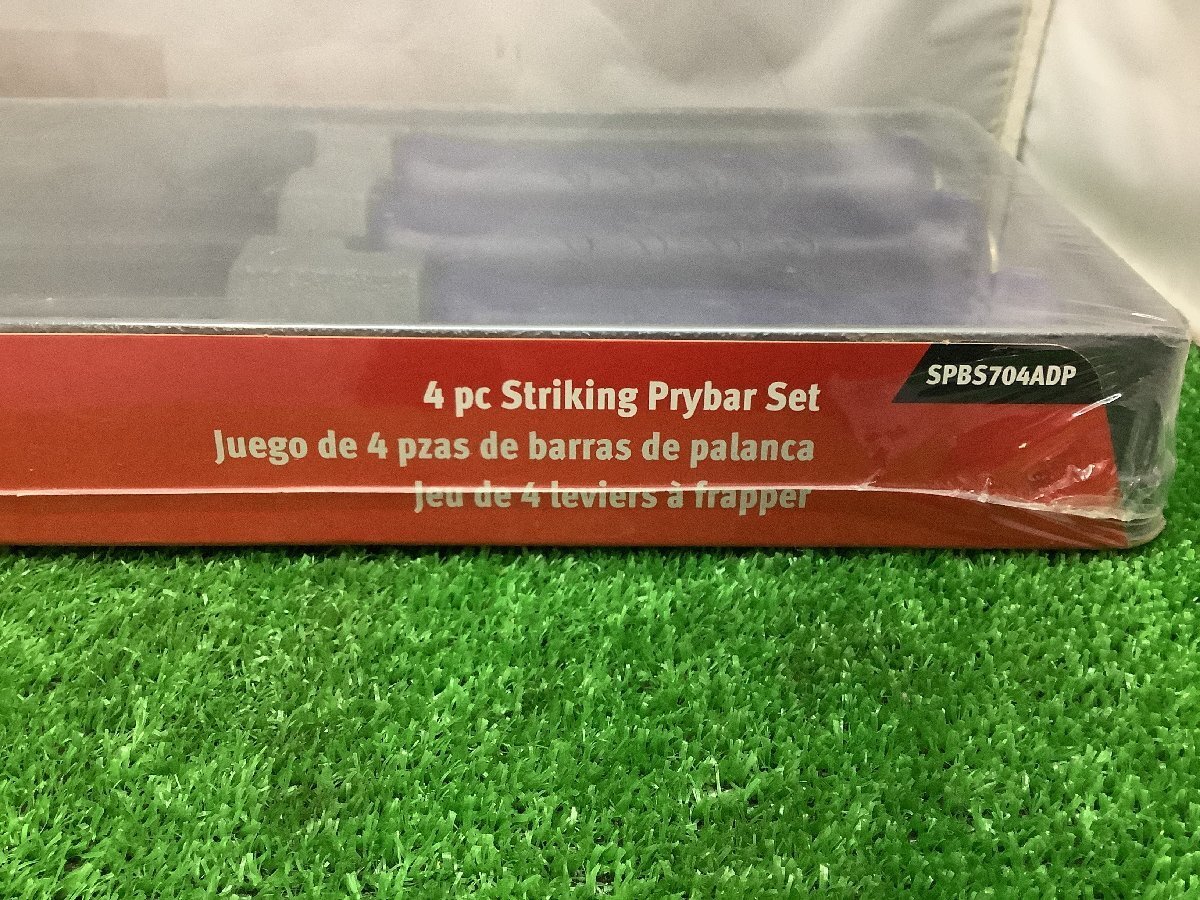 SPBS704ADP
4 pc Striking Prybar Set
Juego de 4 pzas de barras de palanca
Jeu de 4 leviers à frapper